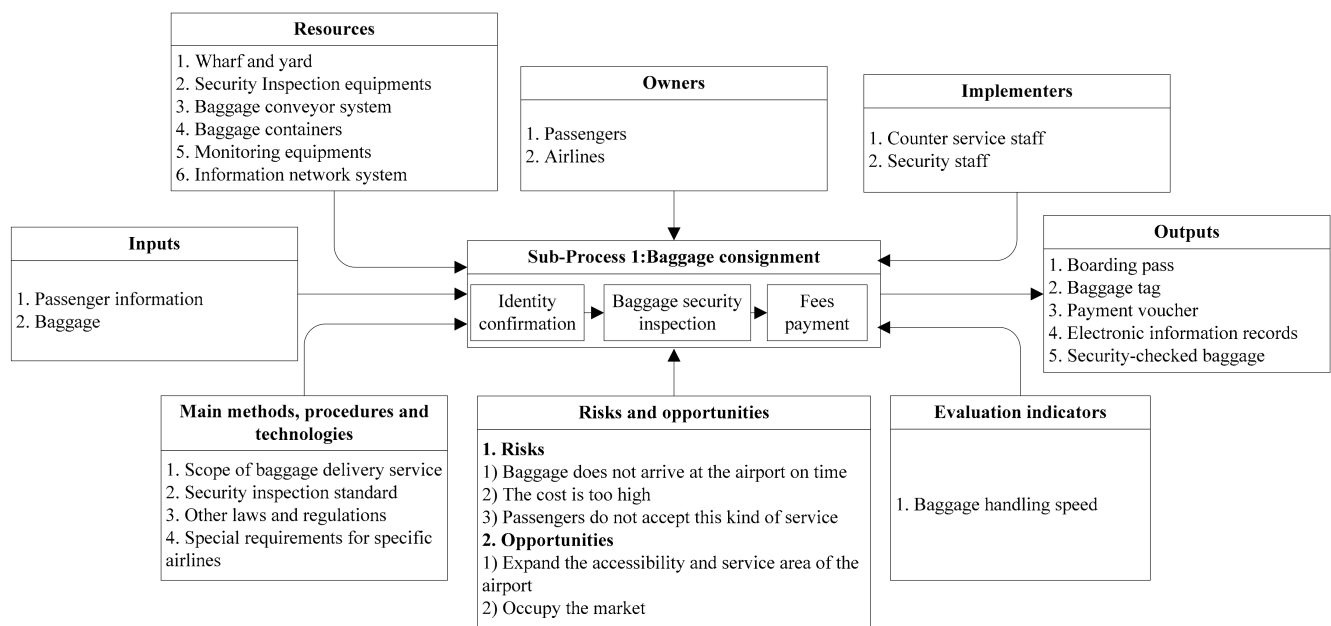 Resources
1. Wharf and yard
2. Security Inspection equipments
3. Baggage conveyor system
4. Baggage containers
5. Monitoring equipments
6. Information network system
Owners
1. Passengers
2. Airlines
Implementers
1. Counter service staff
2. Security staff
Inputs
1. Passenger information
2. Baggage
Sub-Process 1:Baggage consignment
Identity
confirmation
Baggage security
inspection
Fees
payment
Outputs
1. Boarding pass
2. Baggage tag
3. Payment voucher
4. Electronic information records
5. Security-checked baggage
Main methods, procedures and
technologies
1. Scope of baggage delivery service
2. Security inspection standard
3. Other laws and regulations
4. Special requirements for specific
airlines
Risks and opportunities
1. Risks
1) Baggage does not arrive at the airport on time
2) The cost is too high
3) Passengers do not accept this kind of service
2. Opportunities
1) Expand the accessibility and service area of the
airport
2) Occupy the market
Evaluation indicators
1. Baggage handling speed